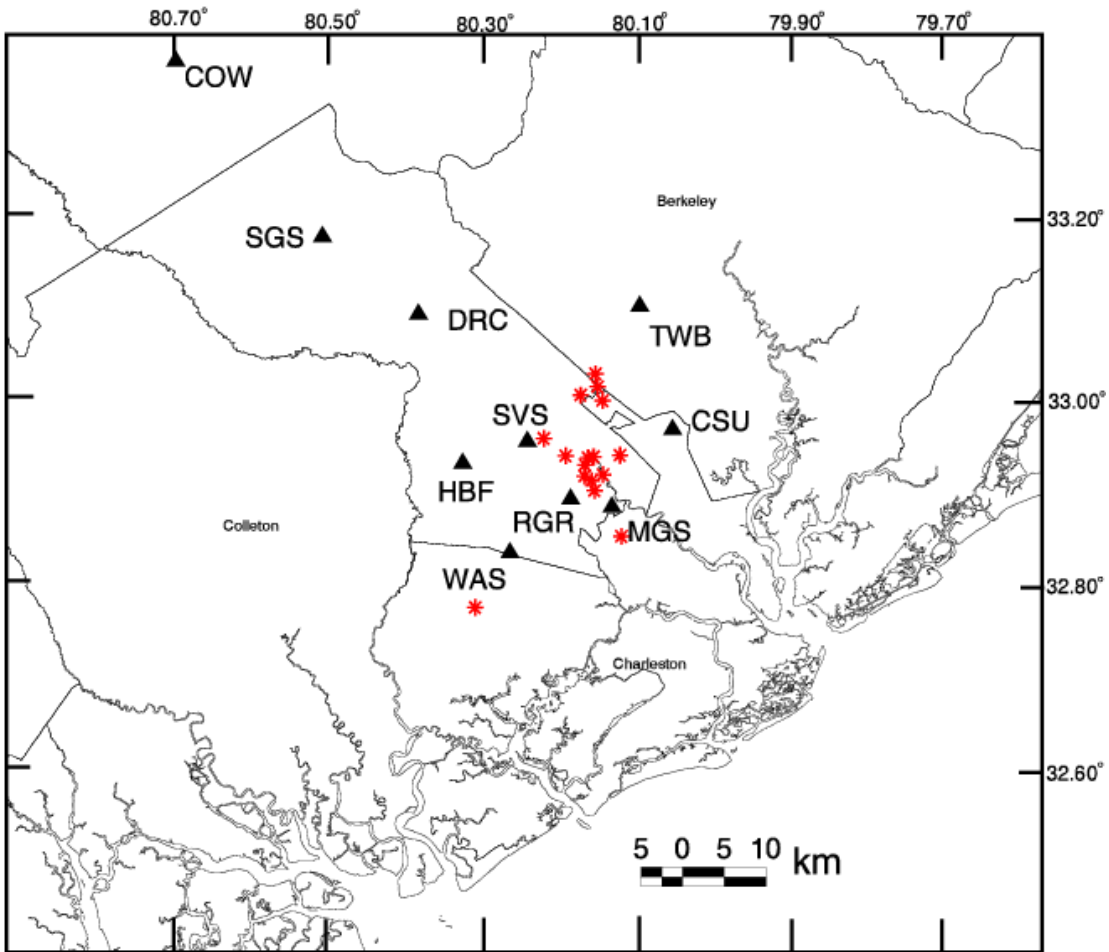 80.70° 80.50° 80.30° 80.10° 79.90° 79.70°
COW
Berkeley
33.20°
SGS
DRC
TWB
33.00°
SVS
CSU
HBF
RGR
MGS
Colleton
WAS
32.80°
Charleston
32.60°
5 0 5 10 km